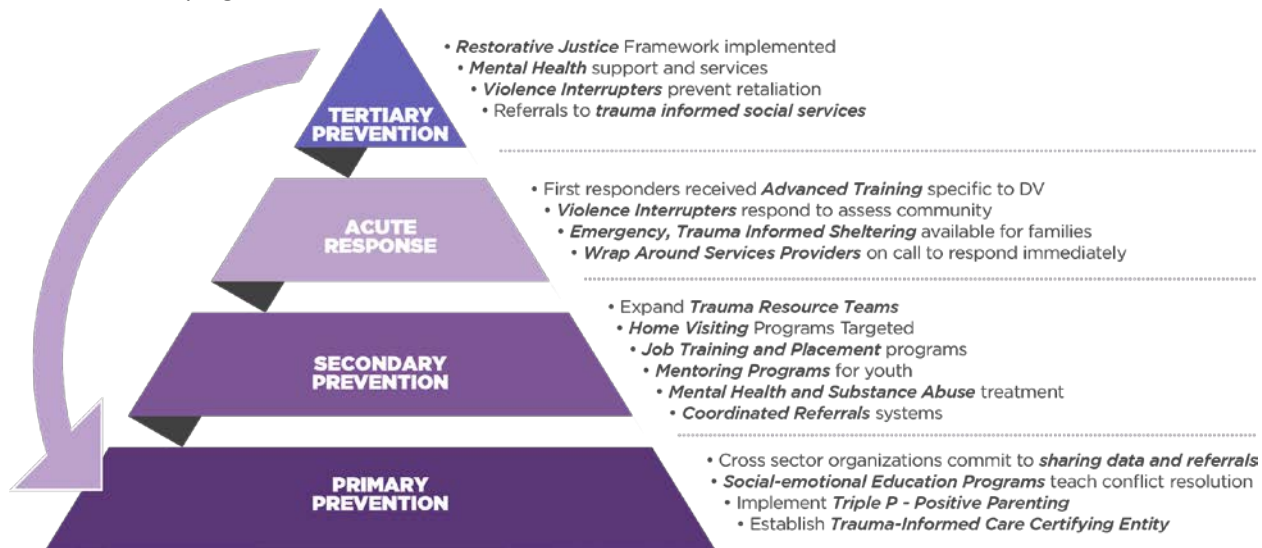 TERTIARY
PREVENTION
• Restorative Justice Framework implemented
• Mental Health support and services
• Violence Interrupters prevent retaliation
• Referrals to trauma informed social services
ACUTE
RESPONSE
• First responders received Advanced Training specific to DV
• Violence Interrupters respond to assess community
• Emergency, Trauma Informed Sheltering available for families
• Wrap Around Services Providers on call to respond immediately
SECONDARY
PREVENTION
• Expand Trauma Resource Teams
• Home Visiting Programs Targeted
• Job Training and Placement programs
• Mentoring Programs for youth
• Mental Health and Substance Abuse treatment
• Coordinated Referrals systems
PRIMARY
PREVENTION
• Cross sector organizations commit to sharing data and referrals
• Social-emotional Education Programs teach conflict resolution
• Implement Triple P - Positive Parenting
• Establish Trauma-Informed Care Certifying Entity